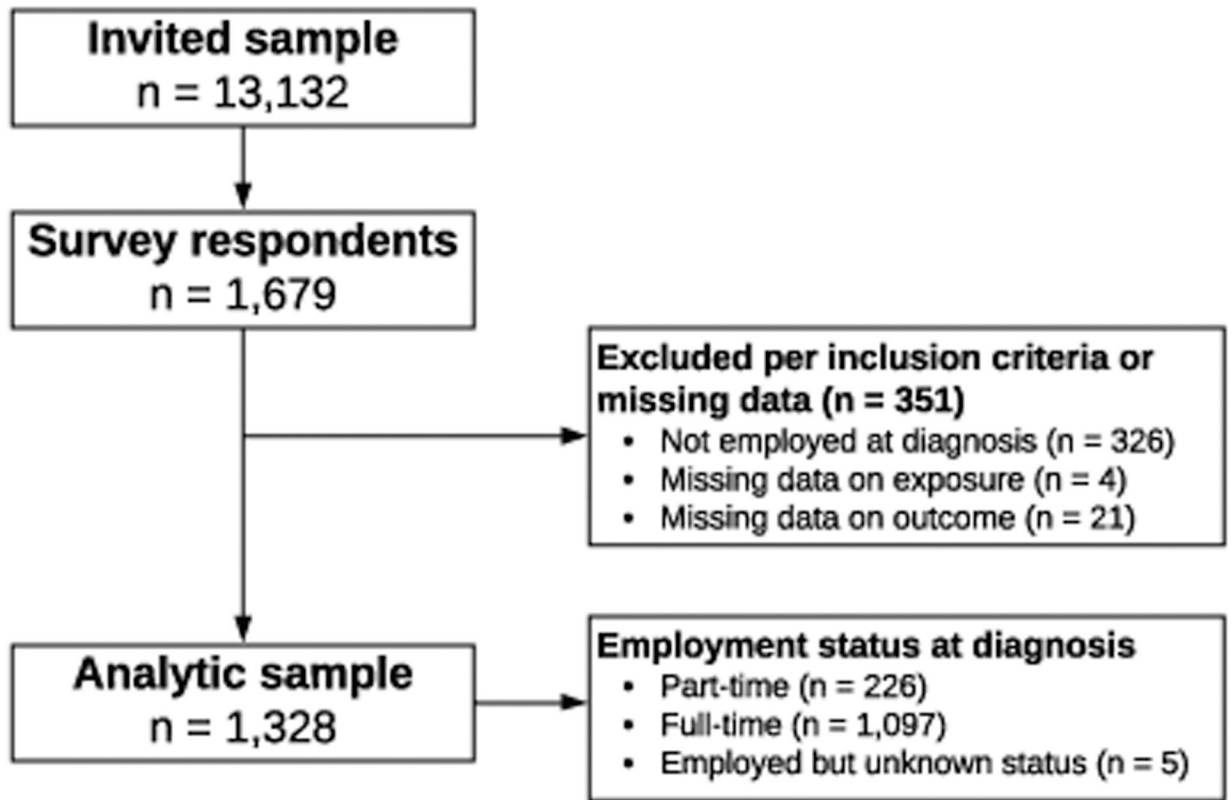 Invited sample
n = 13,132
Survey respondents
n = 1,679
Excluded per inclusion criteria or
missing data (n = 351)
• Not employed at diagnosis (n = 326)
• Missing data on exposure (n = 4)
• Missing data on outcome (n = 21)
Analytic sample
n = 1,328
Employment status at diagnosis
• Part-time (n = 226)
• Full-time (n = 1,097)
• Employed but unknown status (n = 5)